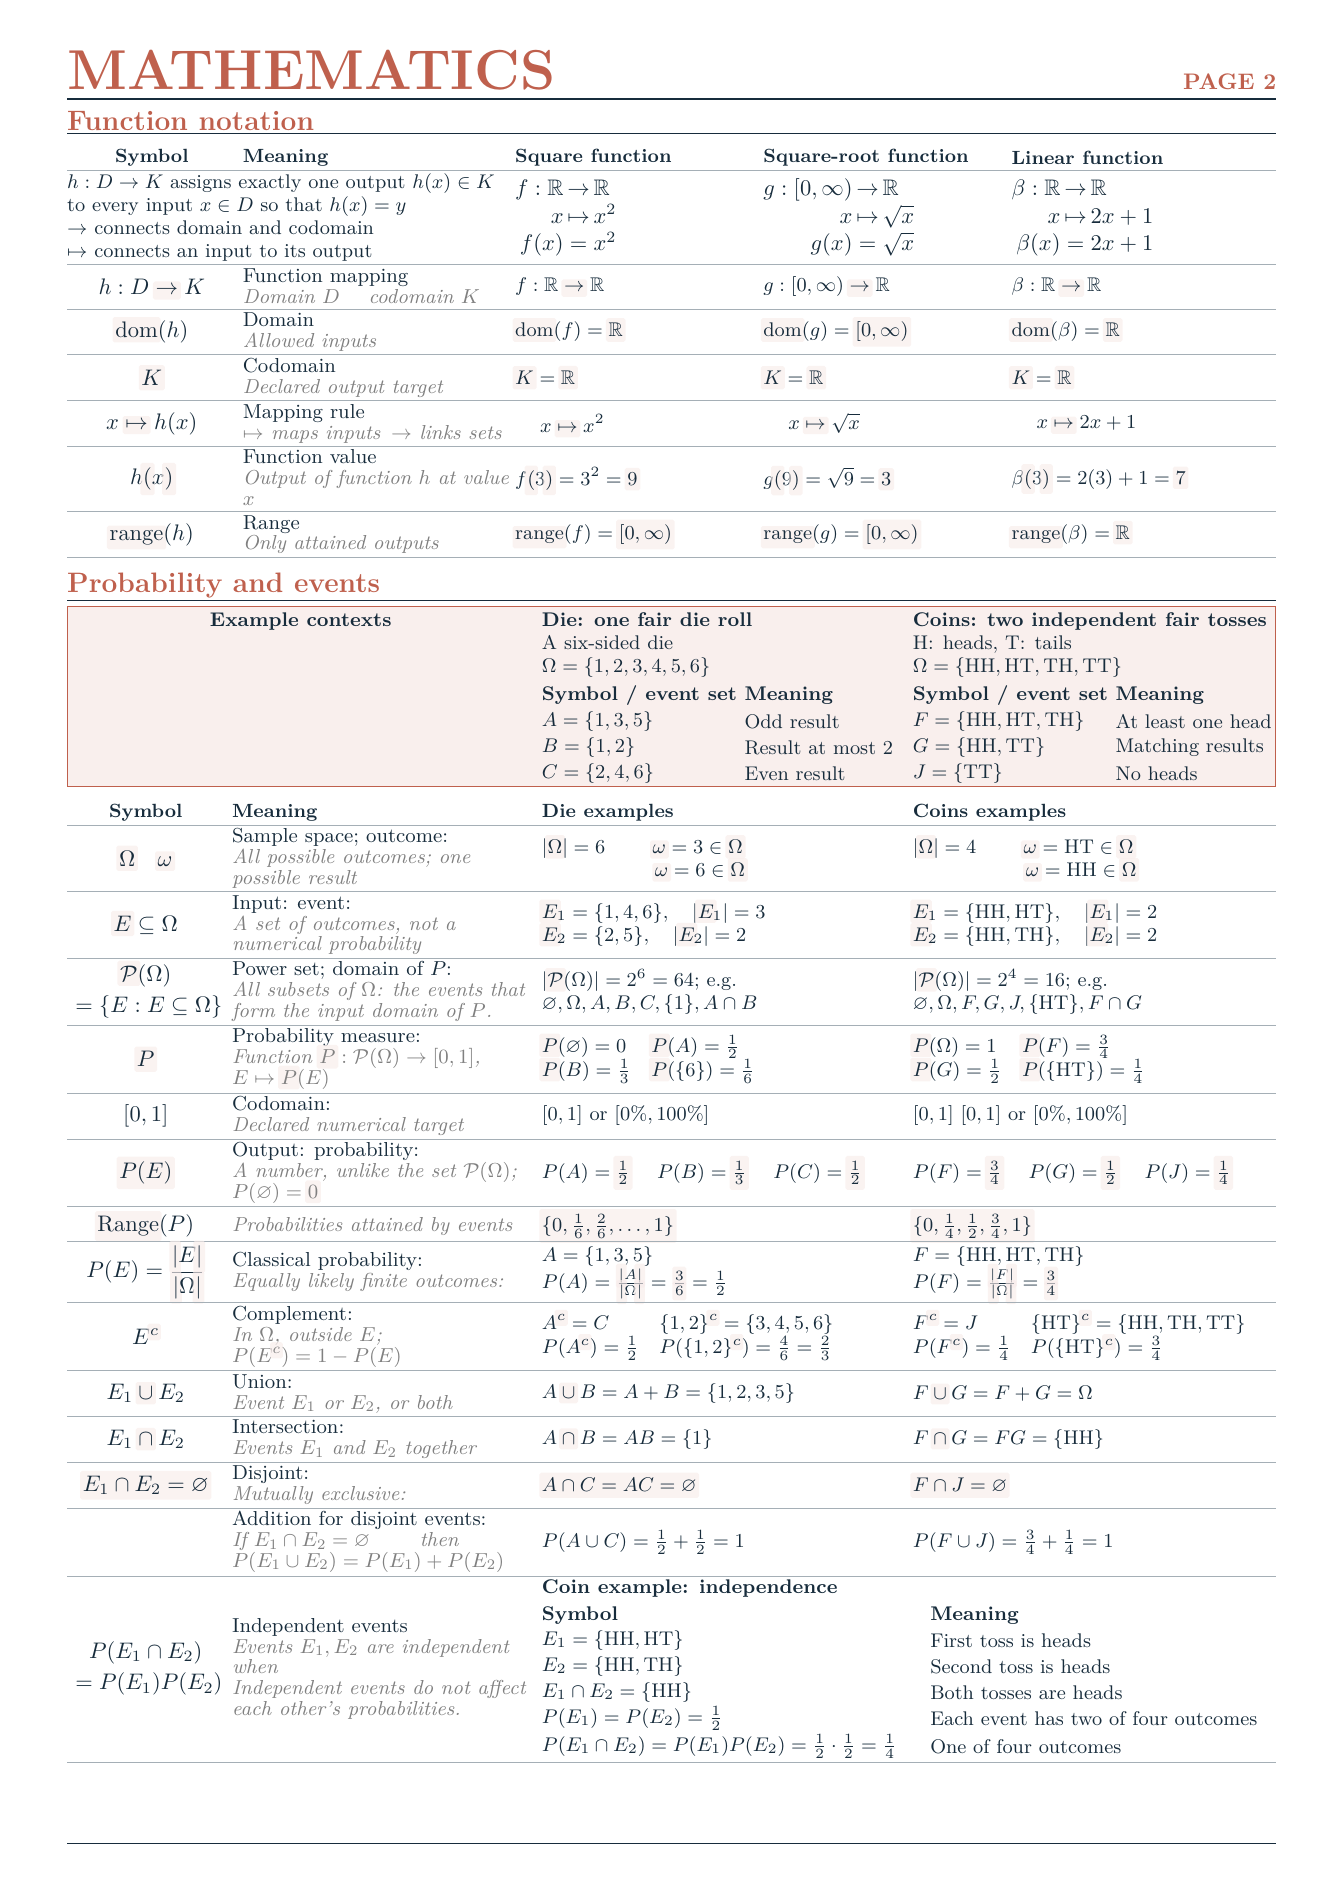 MATHEMATICS PAGE 2
Function notation
Symbol Meaning Square function Square-root function Linear function
h : D → K assigns exactly one output h(x) ∈ K f : ℝ → ℝ g : [0, ∞) → ℝ β : ℝ → ℝ
to every input x ∈ D so that h(x) = y x ↦ x² x ↦ √x x ↦ 2x + 1
→ connects domain and codomain f(x) = x² g(x) = √x β(x) = 2x + 1
↦ connects an input to its output
h : D → K Function mapping f : ℝ → ℝ g : [0, ∞) → ℝ β : ℝ → ℝ
Domain D codomain K
dom(h) Domain dom(f) = ℝ dom(g) = [0, ∞) dom(β) = ℝ
Allowed inputs
K Codomain K = ℝ K = ℝ K = ℝ
Declared output target
x ↦ h(x) Mapping rule x ↦ x² x ↦ √x x ↦ 2x + 1
↦ maps inputs → links sets
h(x) Function value f(3) = 3² = 9 g(9) = √9 = 3 β(3) = 2(3) + 1 = 7
Output of function h at value
x
range(h) Range range(f) = [0, ∞) range(g) = [0, ∞) range(β) = ℝ
Only attained outputs
Probability and events
Example contexts Die: one fair die roll Coins: two independent fair tosses
A six-sided die H: heads, T: tails
Ω = {1, 2, 3, 4, 5, 6} Ω = {HH, HT, TH, TT}
Symbol / event set Meaning Symbol / event set Meaning
A = {1, 3, 5} Odd result F = {HH, HT, TH} At least one head
B = {1, 2} Result at most 2 G = {HH, TT} Matching results
C = {2, 4, 6} Even result J = {TT} No heads
Symbol Meaning Die examples Coins examples
Ω ω Sample space; outcome: |Ω| = 6 ω = 3 ∈ Ω |Ω| = 4 ω = HT ∈ Ω
All possible outcomes; one ω = 6 ∈ Ω ω = HH ∈ Ω
possible result
E ⊆ Ω Input: event: E₁ = {1, 4, 6}, |E₁| = 3 E₁ = {HH, HT}, |E₁| = 2
A set of outcomes, not a E₂ = {2, 5}, |E₂| = 2 E₂ = {HH, TH}, |E₂| = 2
numerical probability
𝒫(Ω) Power set; domain of P: |𝒫(Ω)| = 2⁶ = 64; e.g. |𝒫(Ω)| = 2⁴ = 16; e.g.
= {E : E ⊆ Ω} All subsets of Ω: the events that ∅, Ω, A, B, C, {1}, A ∩ B ∅, Ω, F, G, J, {HT}, F ∩ G
form the input domain of P.
P Probability measure: P(∅) = 0 P(A) = 1/2 P(Ω) = 1 P(F) = 3/4
Function P : 𝒫(Ω) → [0, 1], P(B) = 1/3 P({6}) = 1/6 P(G) = 1/2 P({HT}) = 1/4
E ↦ P(E)
[0, 1] Codomain: [0, 1] or [0%, 100%] [0, 1] [0, 1] or [0%, 100%]
Declared numerical target
P(E) Output: probability: P(A) = 1/2 P(B) = 1/3 P(C) = 1/2 P(F) = 3/4 P(G) = 1/2 P(J) = 1/4
A number, unlike the set 𝒫(Ω);
P(∅) = 0
Range(P) Probabilities attained by events {0, 1/6, 2/6, . . . , 1} {0, 1/4, 1/2, 3/4, 1}
P(E) = |E|/|Ω| Classical probability: A = {1, 3, 5} F = {HH, HT, TH}
Equally likely finite outcomes: P(A) = |A|/|Ω| = 3/6 = 1/2 P(F) = |F|/|Ω| = 3/4
Eᶜ Complement: Aᶜ = C {1, 2}ᶜ = {3, 4, 5, 6} Fᶜ = J {HT}ᶜ = {HH, TH, TT}
In Ω, outside E; P(Aᶜ) = 1/2 P({1, 2}ᶜ) = 4/6 = 2/3 P(Fᶜ) = 1/4 P({HT}ᶜ) = 3/4
P(Eᶜ) = 1 − P(E)
E₁ ∪ E₂ Union: A ∪ B = A + B = {1, 2, 3, 5} F ∪ G = F + G = Ω
Event E₁ or E₂, or both
E₁ ∩ E₂ Intersection: A ∩ B = AB = {1} F ∩ G = FG = {HH}
Events E₁ and E₂ together
E₁ ∩ E₂ = ∅ Disjoint: A ∩ C = AC = ∅ F ∩ J = ∅
Mutually exclusive:
Addition for disjoint events:
If E₁ ∩ E₂ = ∅ then P(A ∪ C) = 1/2 + 1/2 = 1 P(F ∪ J) = 3/4 + 1/4 = 1
P(E₁ ∪ E₂) = P(E₁) + P(E₂)
Coin example: independence
Symbol Meaning
Independent events E₁ = {HH, HT} First toss is heads
P(E₁ ∩ E₂) Events E₁, E₂ are independent E₂ = {HH, TH} Second toss is heads
when
= P(E₁)P(E₂) Independent events do not affect E₁ ∩ E₂ = {HH} Both tosses are heads
each other's probabilities. P(E₁) = P(E₂) = 1/2 Each event has two of four outcomes
P(E₁ ∩ E₂) = P(E₁)P(E₂) = 1/2 · 1/2 = 1/4 One of four outcomes